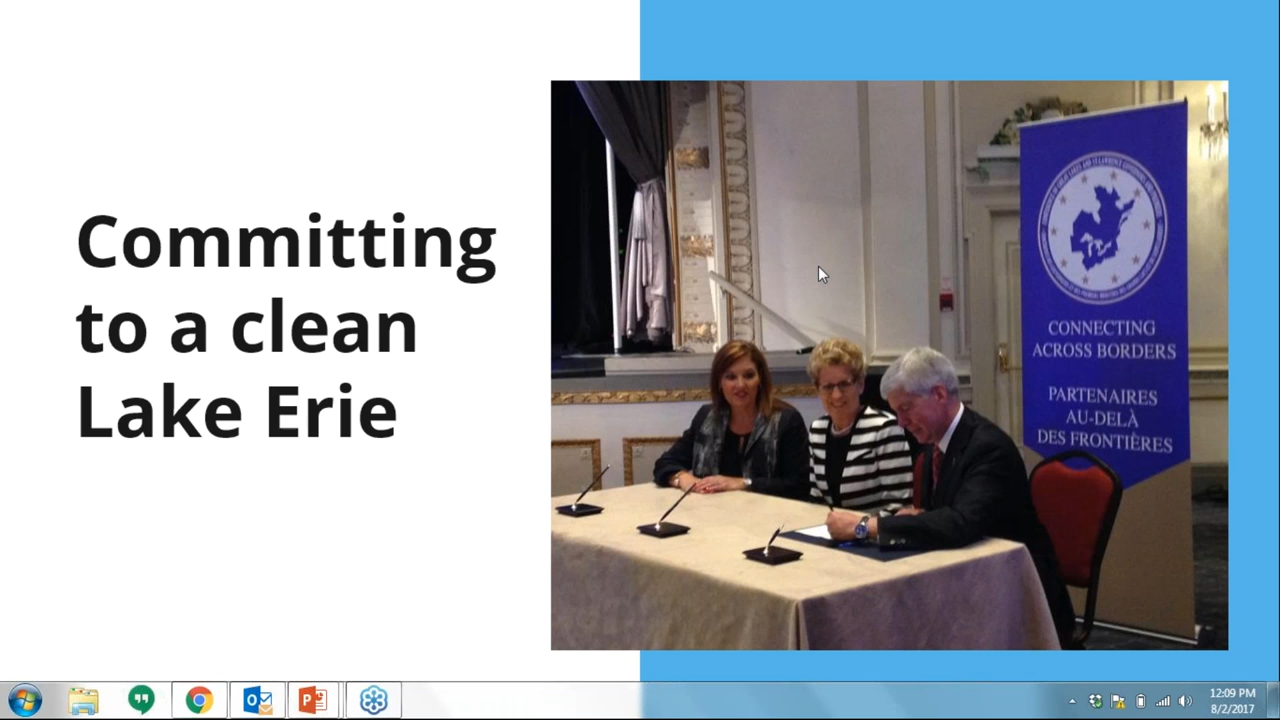 Committing
to a clean
Lake Erie
CONNECTING
ACROSS BORDERS
PARTENAIRES
AU-DELÀ
DES FRONTIÈRES
12:09 PM
8/2/2017